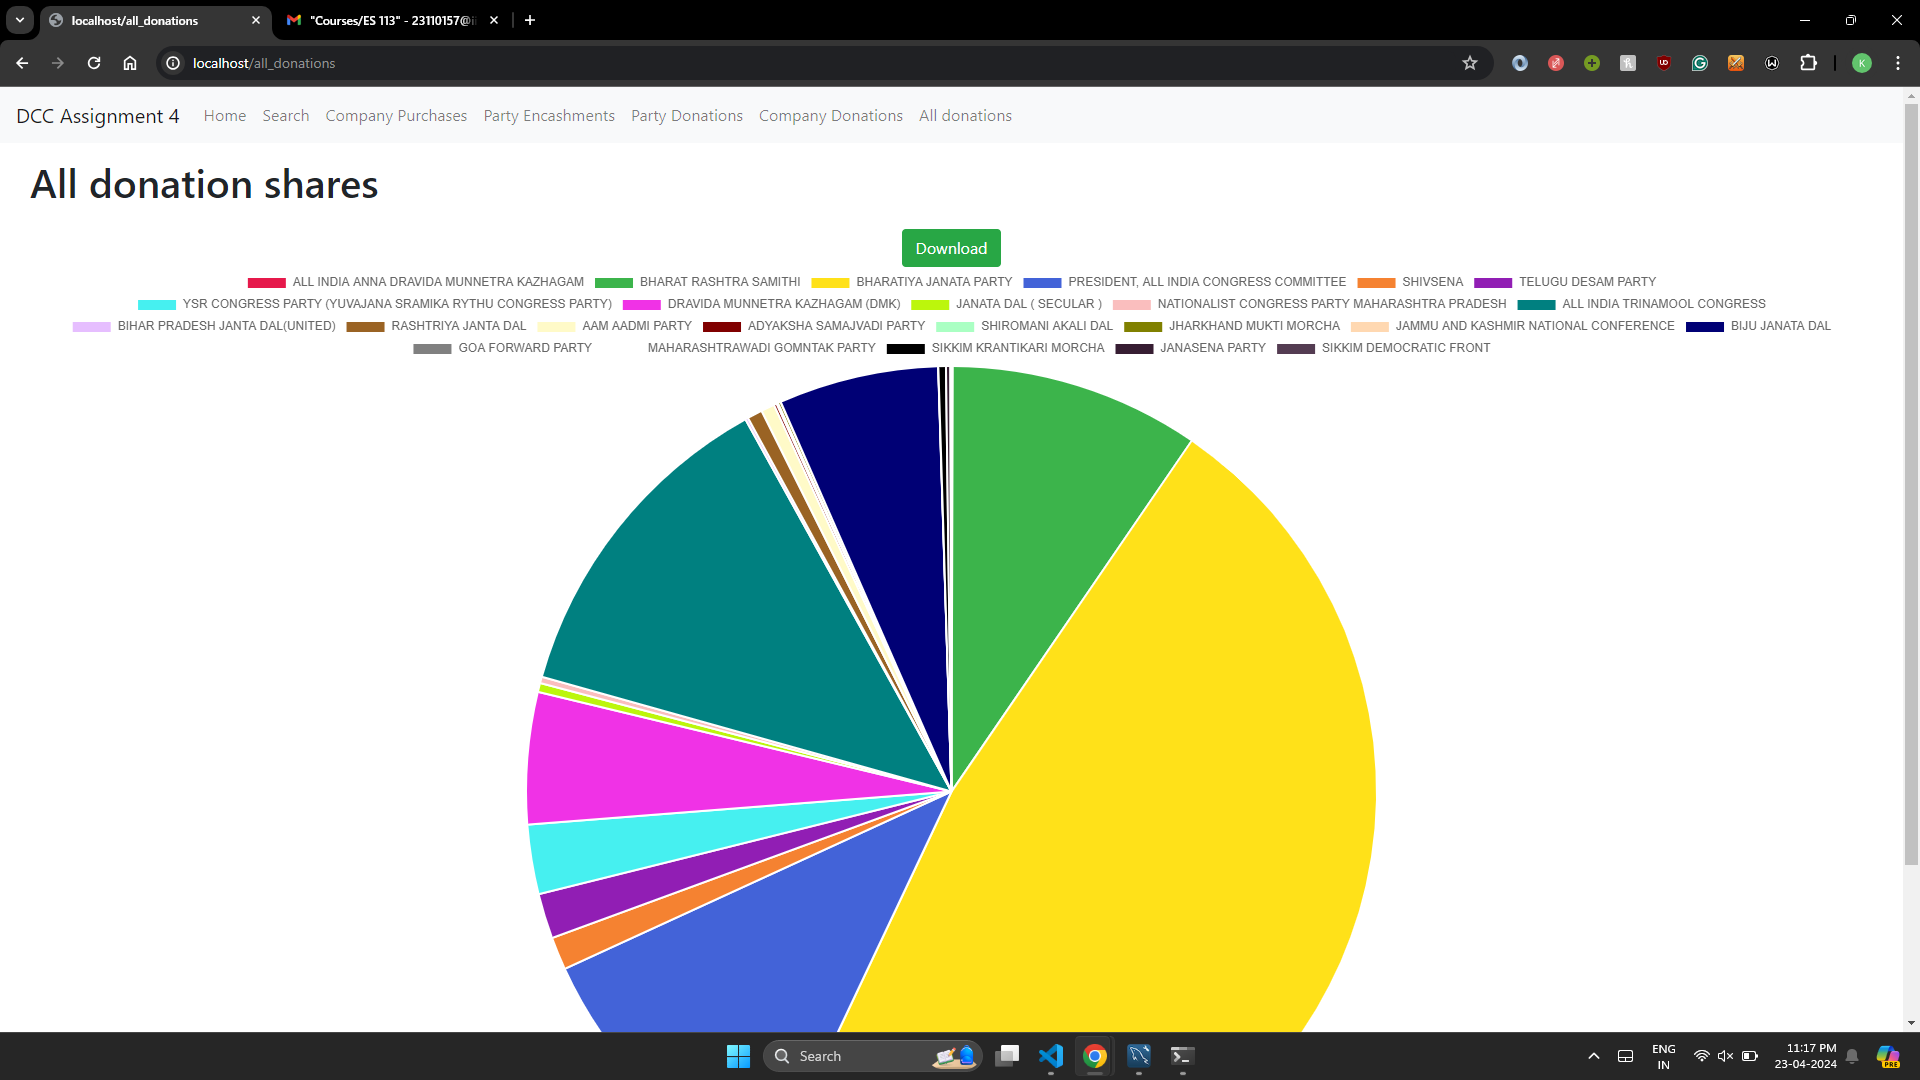 localhost/all_donations
"Courses/ES 113" - 23110157@i
localhost/all_donations
DCC Assignment 4 Home Search Company Purchases Party Encashments Party Donations Company Donations All donations
All donation shares
Download
ALL INDIA ANNA DRAVIDA MUNNETRA KAZHAGAM BHARAT RASHTRA SAMITHI BHARATIYA JANATA PARTY PRESIDENT, ALL INDIA CONGRESS COMMITTEE SHIVSENA TELUGU DESAM PARTY
YSR CONGRESS PARTY (YUVAJANA SRAMIKA RYTHU CONGRESS PARTY) DRAVIDA MUNNETRA KAZHAGAM (DMK) JANATA DAL ( SECULAR ) NATIONALIST CONGRESS PARTY MAHARASHTRA PRADESH ALL INDIA TRINAMOOL CONGRESS
BIHAR PRADESH JANTA DAL(UNITED) RASHTRIYA JANTA DAL AAM AADMI PARTY ADYAKSHA SAMAJVADI PARTY SHIROMANI AKALI DAL JHARKHAND MUKTI MORCHA JAMMU AND KASHMIR NATIONAL CONFERENCE BIJU JANATA DAL
GOA FORWARD PARTY MAHARASHTRAWADI GOMNTAK PARTY SIKKIM KRANTIKARI MORCHA JANASENA PARTY SIKKIM DEMOCRATIC FRONT
Search
ENG
IN
11:17 PM
23-04-2024
PRE